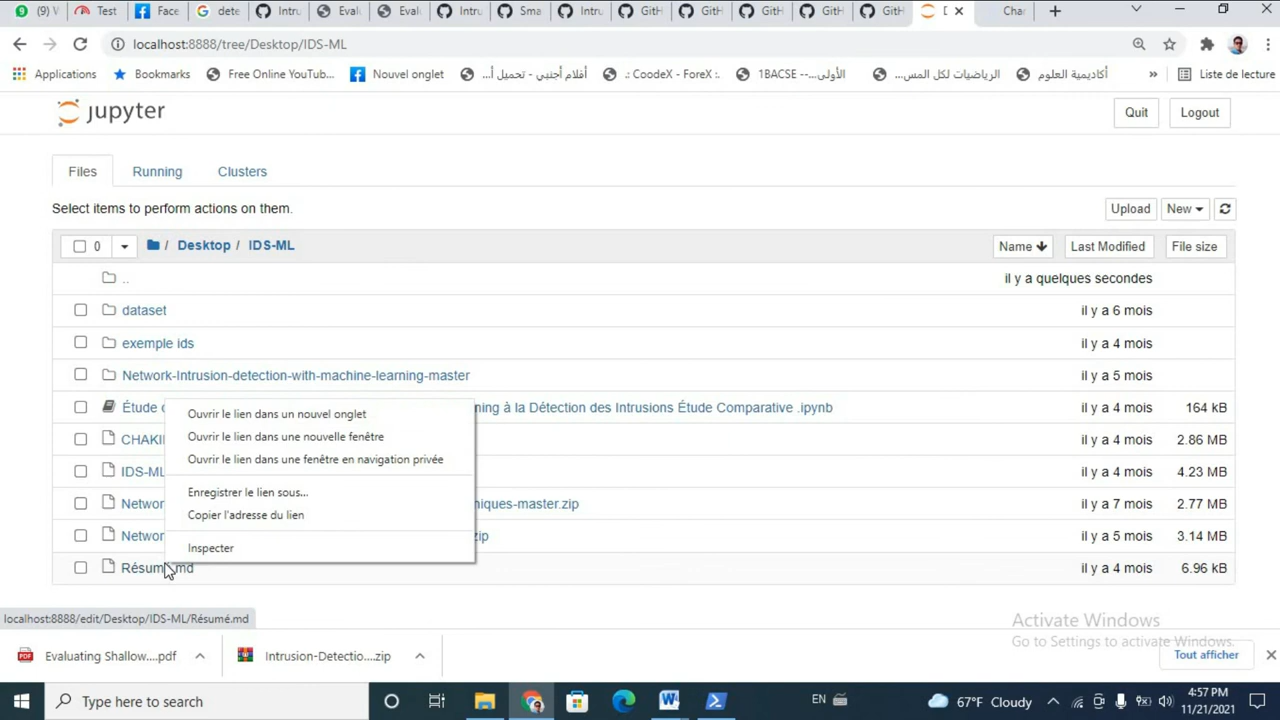 9
Test
Face
dete
Intru
Evalu
Evalu
Intru
Sma
Intru
GitH
GitH
GitH
GitH
GitH
Cha
localhost:8888/tree/Desktop/IDS-ML
Applications
Bookmarks
Free Online YouTub...
Nouvel onglet
أفلام أجنبي - تحميل أ...
.: CoodeX - ForeX :.
1BACSE --الأولى...
الرياضيات لكل المس...
أكاديمية العلوم
»
Liste de lecture
jupyter
Quit
Logout
Files
Running
Clusters
Select items to perform actions on them.
Upload
New
0
/ Desktop / IDS-ML
Name
Last Modified
File size
..
il y a quelques secondes
dataset
il y a 6 mois
exemple ids
il y a 4 mois
Network-Intrusion-detection-with-machine-learning-master
il y a 5 mois
Étude
ning à la Détection des Intrusions Étude Comparative .ipynb
il y a 4 mois
164 kB
CHAKI
il y a 4 mois
2.86 MB
IDS-ML
il y a 4 mois
4.23 MB
Networ
niques-master.zip
il y a 7 mois
2.77 MB
Networ
zip
il y a 5 mois
3.14 MB
Résumé.md
il y a 4 mois
6.96 kB
Ouvrir le lien dans un nouvel onglet
Ouvrir le lien dans une nouvelle fenêtre
Ouvrir le lien dans une fenêtre en navigation privée
Enregistrer le lien sous...
Copier l'adresse du lien
Inspecter
localhost:8888/edit/Desktop/IDS-ML/Résumé.md
Activate Windows
Go to Settings to activate Windows.
PDF
Evaluating Shallow....pdf
Intrusion-Detectio....zip
Tout afficher
Type here to search
EN
67°F Cloudy
4:57 PM
11/21/2021